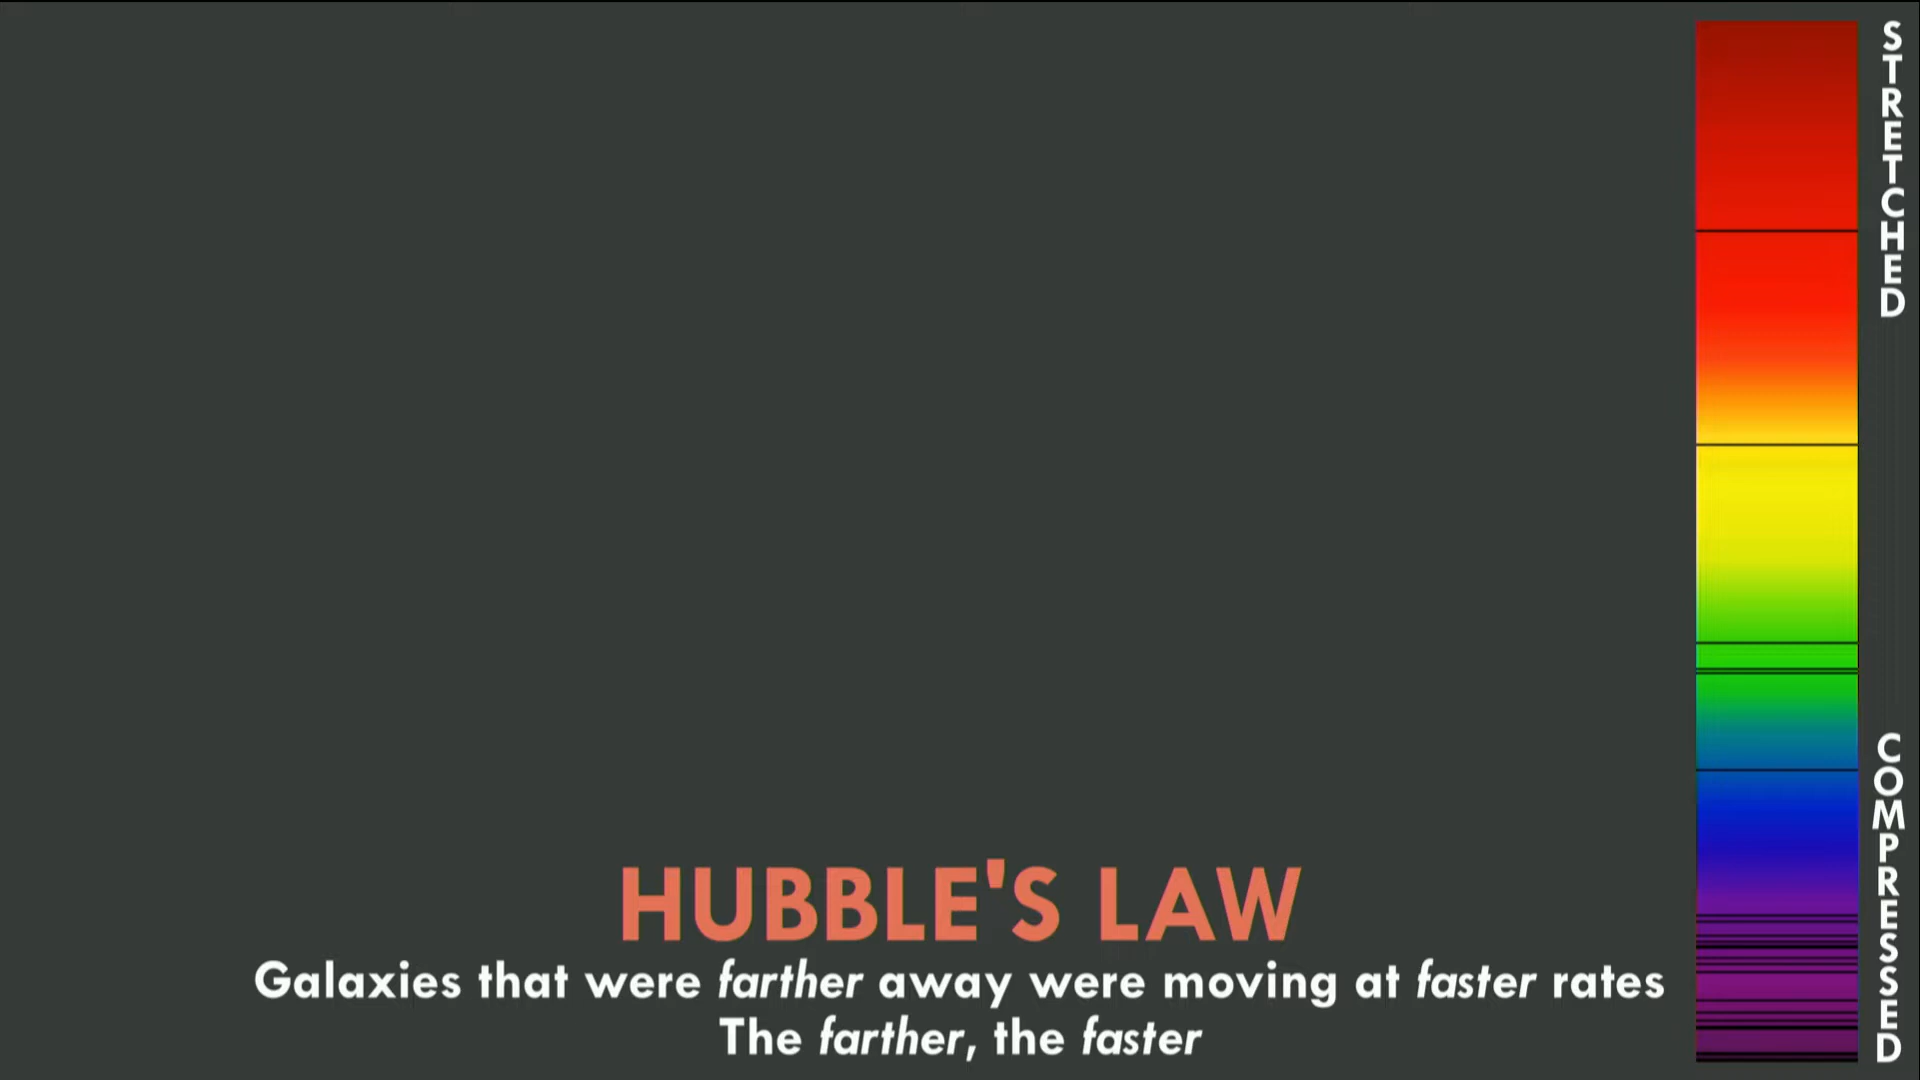 STRETCHED
COMPRESSED
HUBBLE'S LAW
Galaxies that were farther away were moving at faster rates
The farther, the faster